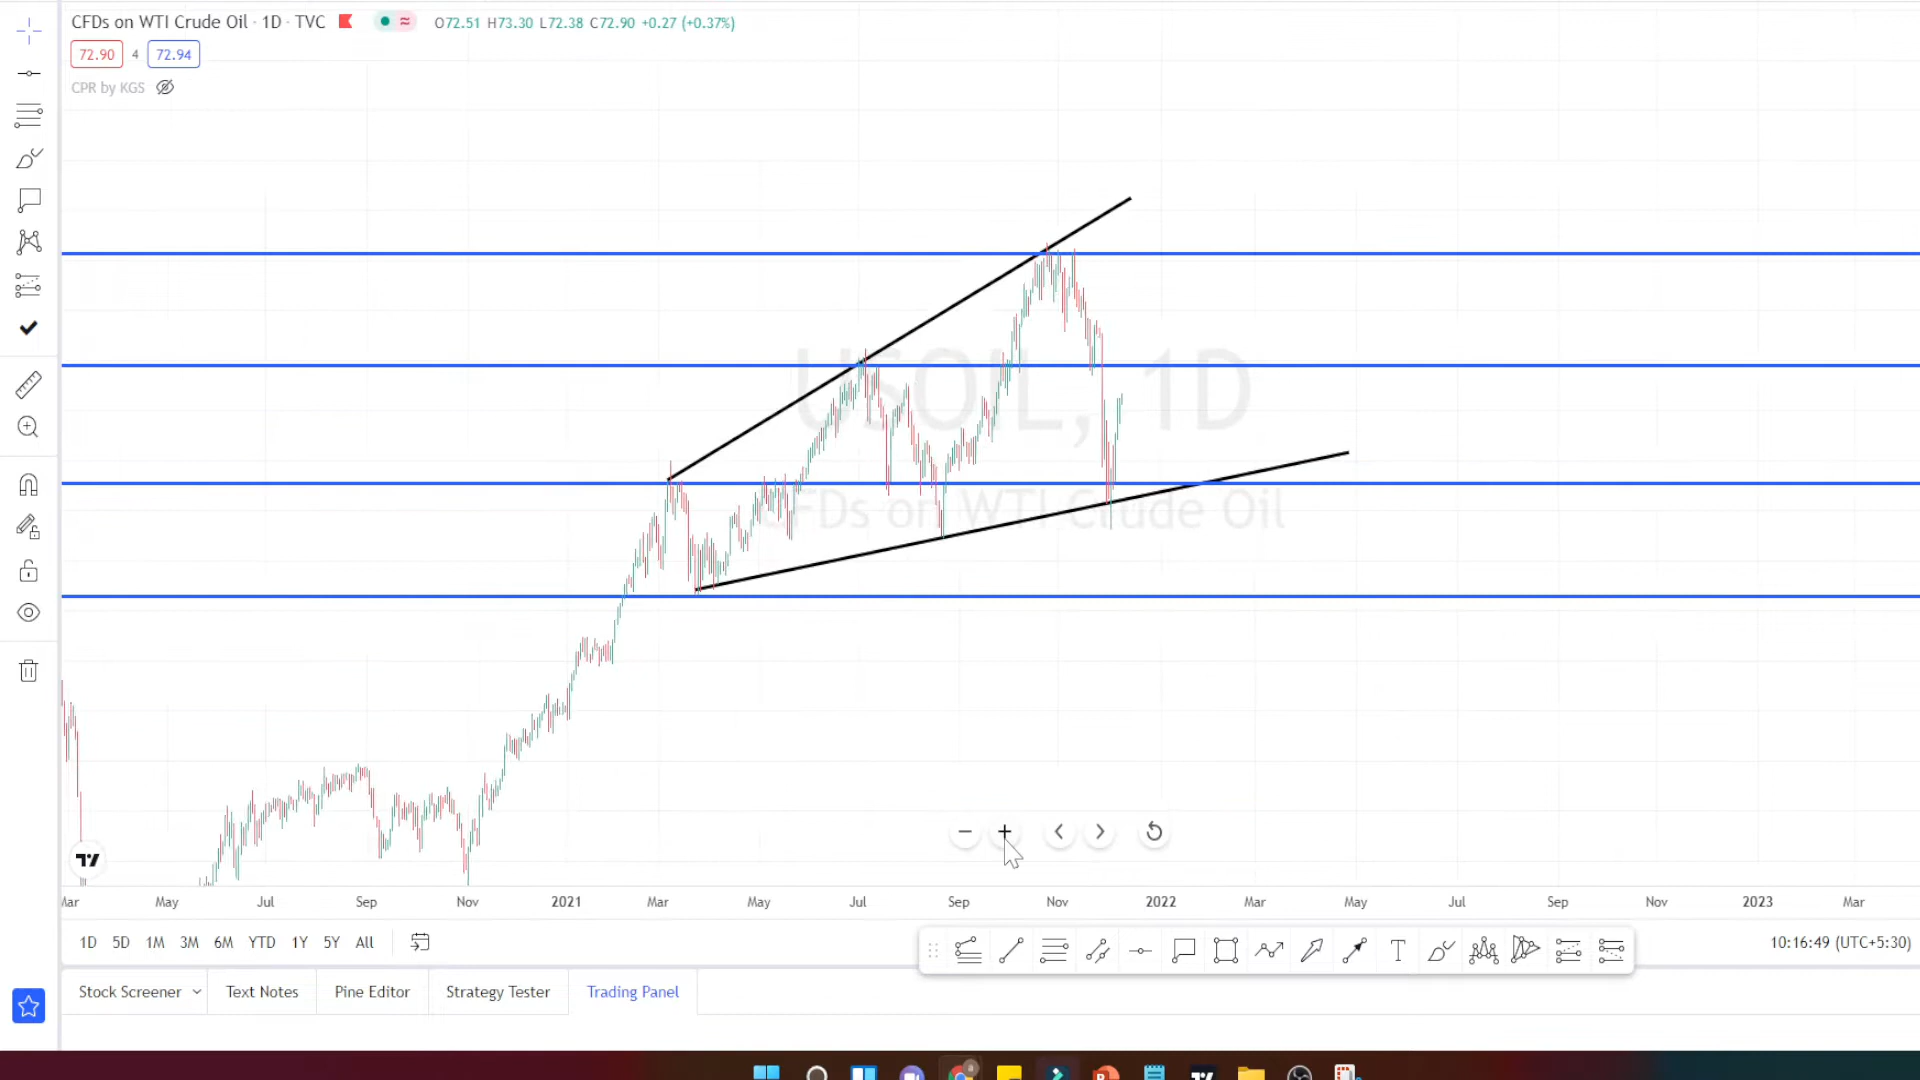 CFDs on WTI Crude Oil · 1D · TVC O72.51 H73.30 L72.38 C72.90 +0.27 (+0.37%)
72.90 4 72.94
CPR by KGS
USOIL, 1D
CFDs on WTI Crude Oil
Mar May Jul Sep Nov 2021 Mar May Jul Sep Nov 2022 Mar May Jul Sep Nov 2023 Mar
1D 5D 1M 3M 6M YTD 1Y 5Y All 10:16:49 (UTC+5:30)
Stock Screener Text Notes Pine Editor Strategy Tester Trading Panel